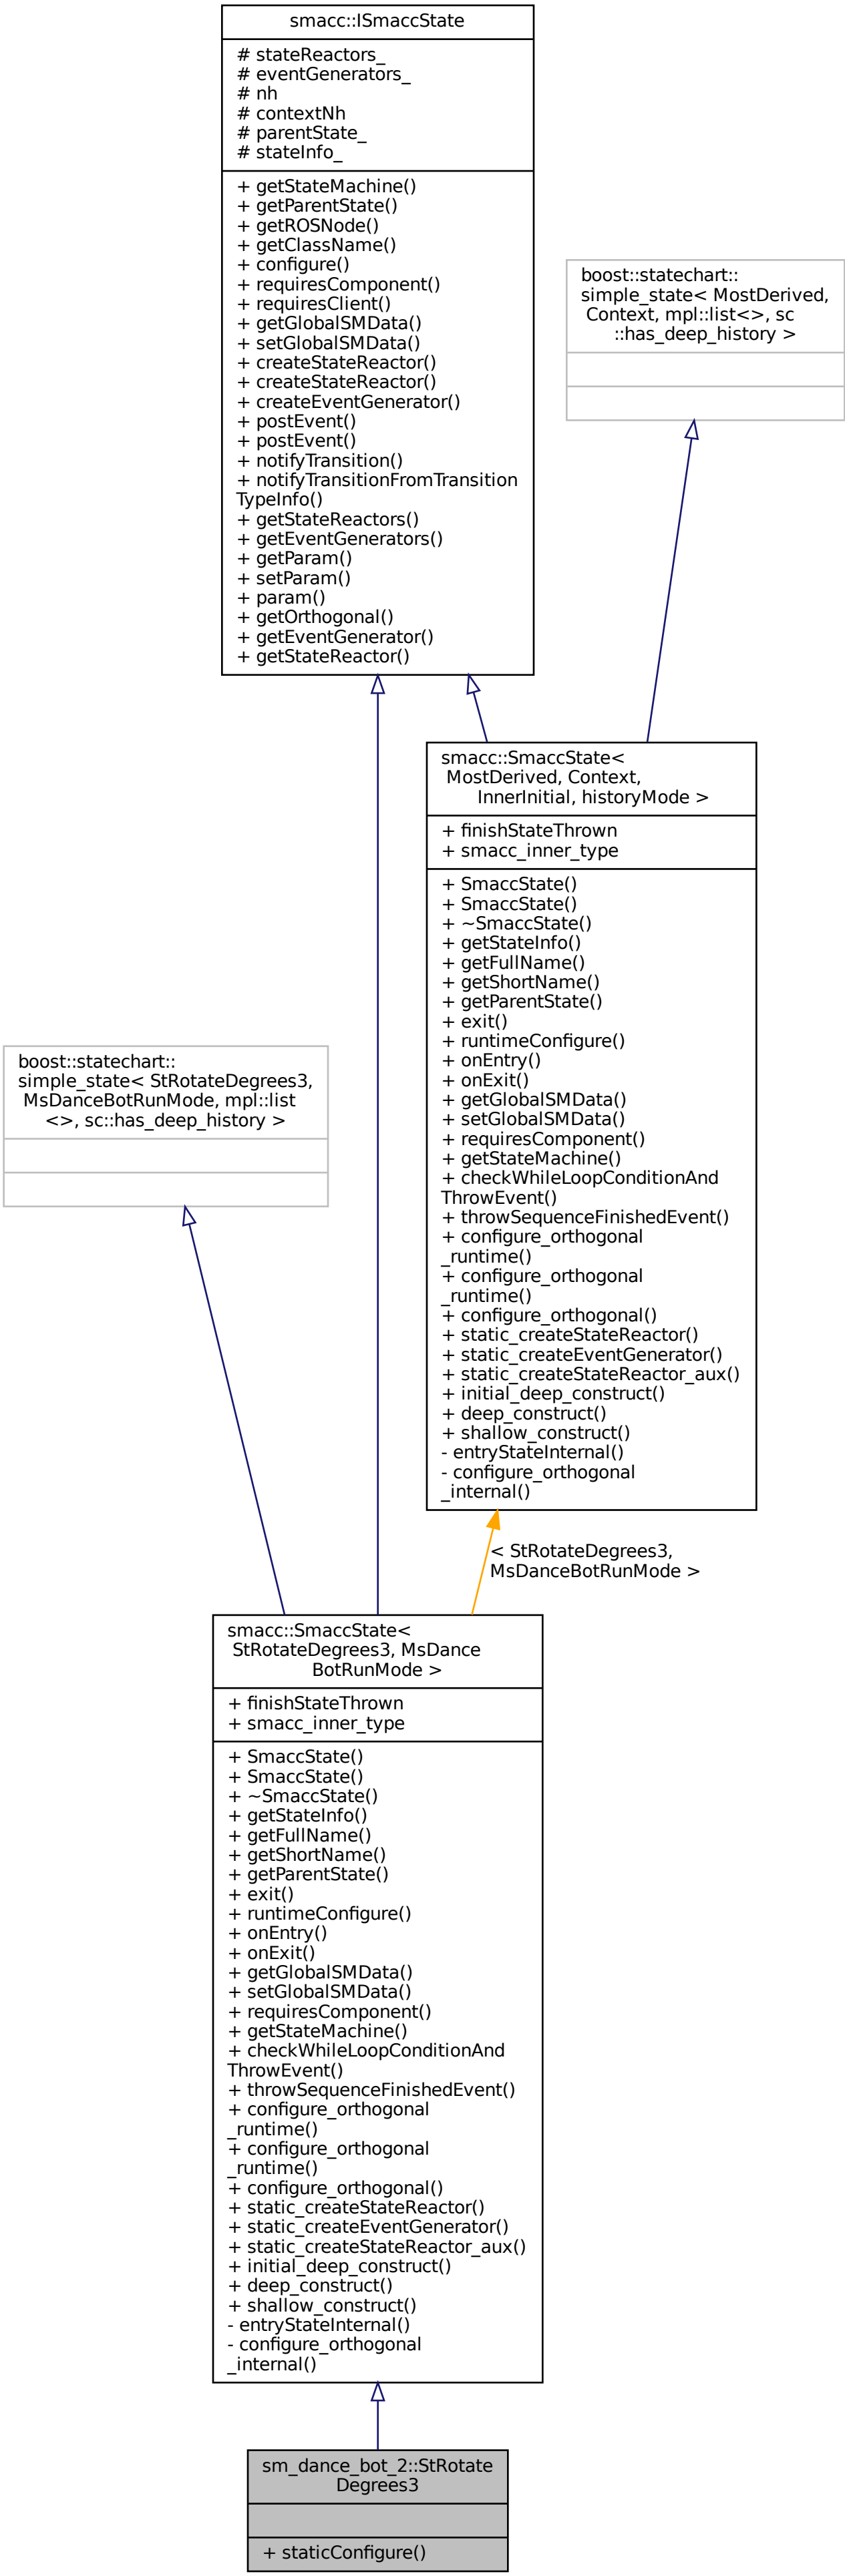 smacc::ISmaccState
# stateReactors_
# eventGenerators_
# nh
# contextNh
# parentState_
# stateInfo_
+ getStateMachine()
+ getParentState()
+ getROSNode()
+ getClassName()
+ configure()
+ requiresComponent()
+ requiresClient()
+ getGlobalSMData()
+ setGlobalSMData()
+ createStateReactor()
+ createStateReactor()
+ createEventGenerator()
+ postEvent()
+ postEvent()
+ notifyTransition()
+ notifyTransitionFromTransition
TypeInfo()
+ getStateReactors()
+ getEventGenerators()
+ getParam()
+ setParam()
+ param()
+ getOrthogonal()
+ getEventGenerator()
+ getStateReactor()
boost::statechart::
simple_state< MostDerived,
Context, mpl::list<>, sc
::has_deep_history >
smacc::SmaccState<
MostDerived, Context,
InnerInitial, historyMode >
+ finishStateThrown
+ smacc_inner_type
+ SmaccState()
+ SmaccState()
+ ~SmaccState()
+ getStateInfo()
+ getFullName()
+ getShortName()
+ getParentState()
+ exit()
+ runtimeConfigure()
+ onEntry()
+ onExit()
+ getGlobalSMData()
+ setGlobalSMData()
+ requiresComponent()
+ getStateMachine()
+ checkWhileLoopConditionAnd
ThrowEvent()
+ throwSequenceFinishedEvent()
+ configure_orthogonal
_runtime()
+ configure_orthogonal
_runtime()
+ configure_orthogonal()
+ static_createStateReactor()
+ static_createEventGenerator()
+ static_createStateReactor_aux()
+ initial_deep_construct()
+ deep_construct()
+ shallow_construct()
- entryStateInternal()
- configure_orthogonal
_internal()
boost::statechart::
simple_state< StRotateDegrees3,
MsDanceBotRunMode, mpl::list
<>, sc::has_deep_history >
< StRotateDegrees3,
MsDanceBotRunMode >
smacc::SmaccState<
StRotateDegrees3, MsDance
BotRunMode >
+ finishStateThrown
+ smacc_inner_type
+ SmaccState()
+ SmaccState()
+ ~SmaccState()
+ getStateInfo()
+ getFullName()
+ getShortName()
+ getParentState()
+ exit()
+ runtimeConfigure()
+ onEntry()
+ onExit()
+ getGlobalSMData()
+ setGlobalSMData()
+ requiresComponent()
+ getStateMachine()
+ checkWhileLoopConditionAnd
ThrowEvent()
+ throwSequenceFinishedEvent()
+ configure_orthogonal
_runtime()
+ configure_orthogonal
_runtime()
+ configure_orthogonal()
+ static_createStateReactor()
+ static_createEventGenerator()
+ static_createStateReactor_aux()
+ initial_deep_construct()
+ deep_construct()
+ shallow_construct()
- entryStateInternal()
- configure_orthogonal
_internal()
sm_dance_bot_2::StRotate
Degrees3
+ staticConfigure()